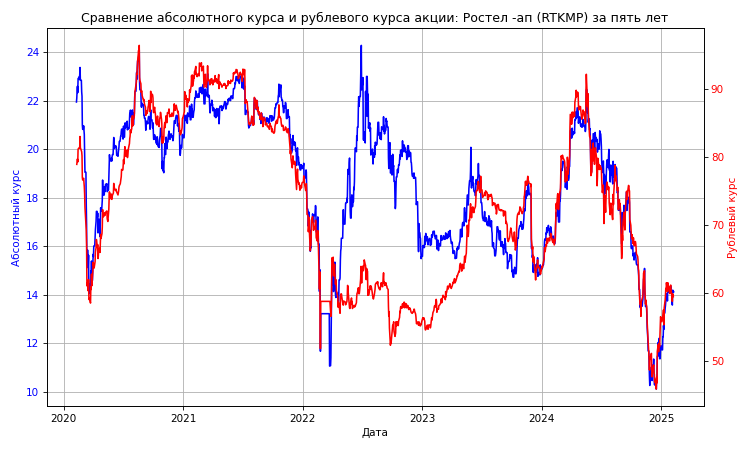 Сравнение абсолютного курса и рублевого курса акции: Ростел -ап (RTKMP) за пять лет
Абсолютный курс
24
22
20
18
16
14
12
10
90
80
70
60
50
Рублевый курс
2020 2021 2022 2023 2024 2025
Дата